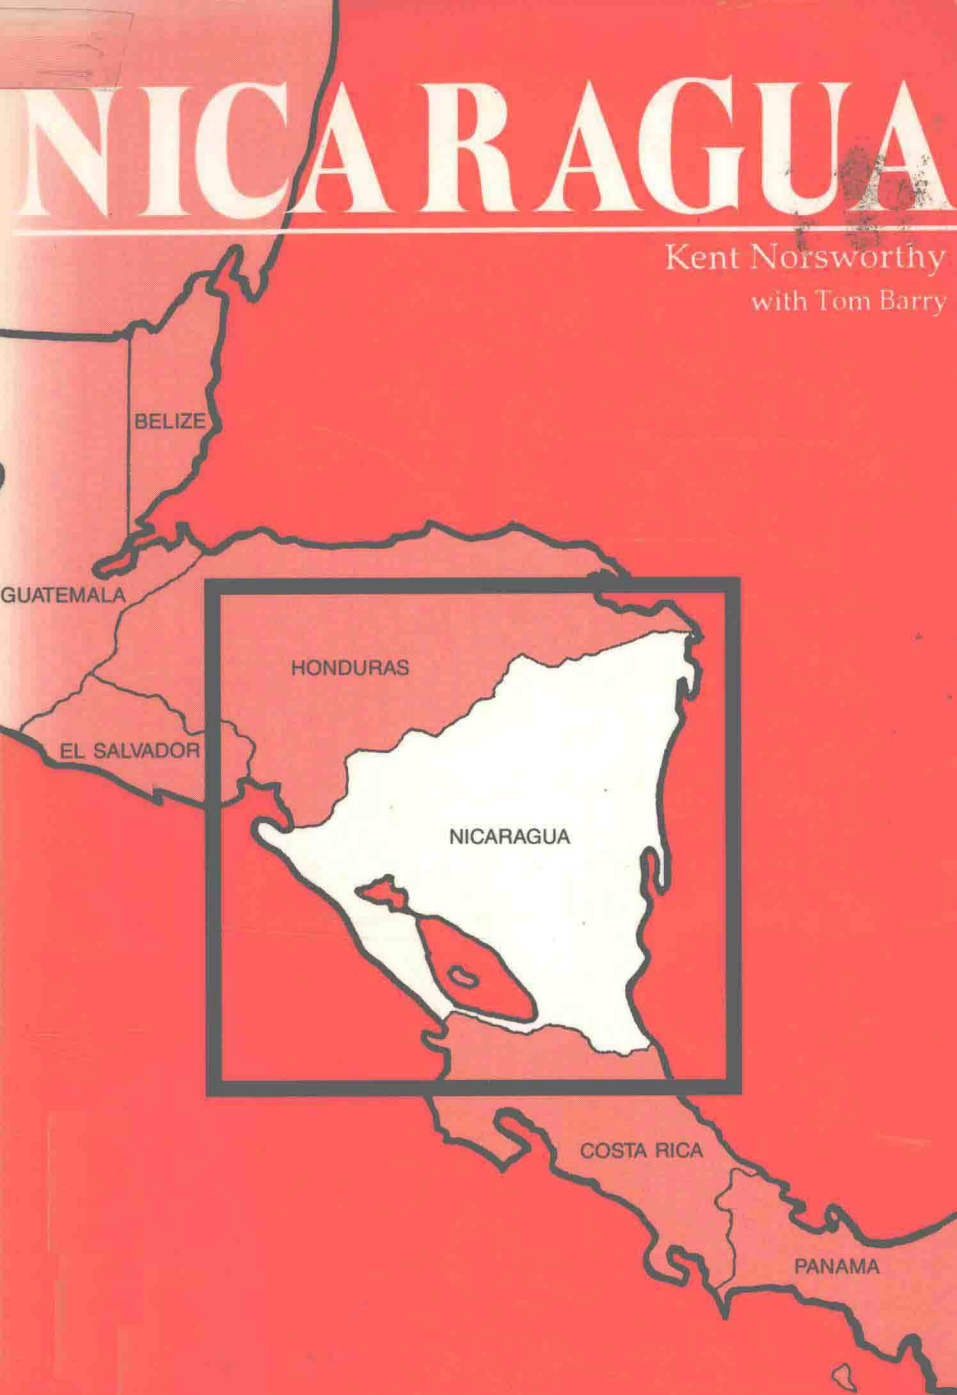 NICARAGUA
Kent Norsworthy
with Tom Barry
BELIZE
GUATEMALA
HONDURAS
EL SALVADOR
NICARAGUA
COSTA RICA
PANAMA